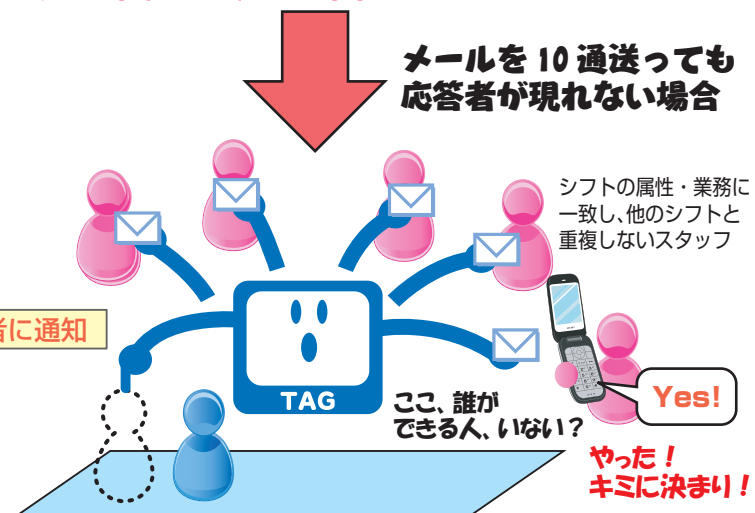 メールを10通送っても
応答者が現れない場合
シフトの属性・業務に
一致し、他のシフトと
重複しないスタッフ
者に通知
TAG
ここ、誰が
できる人、いない？
Yes!
やった！
キミに決まり！